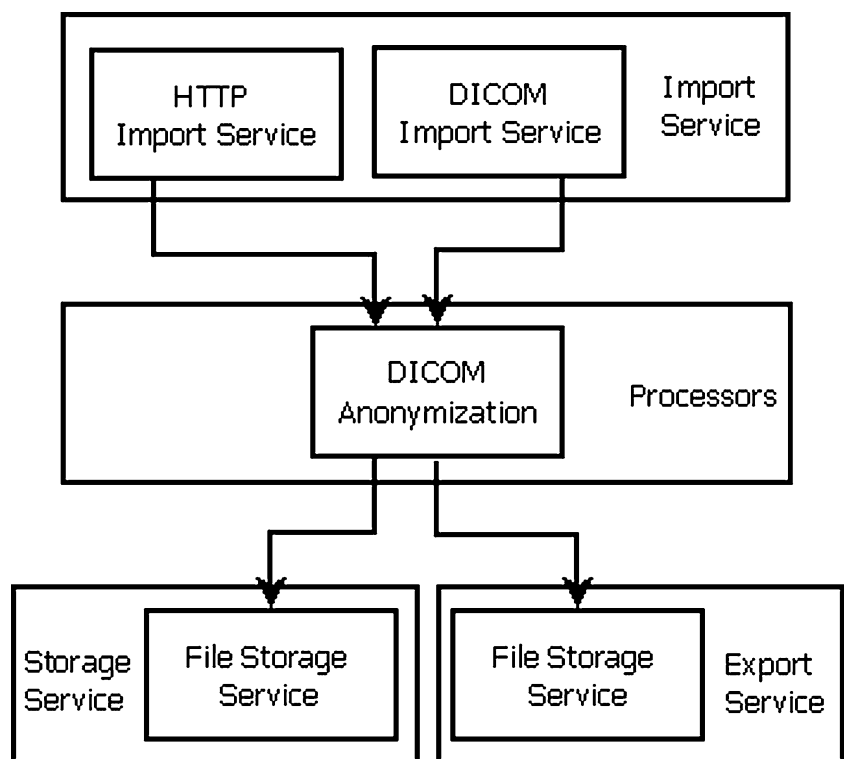 HTTP
Import Service
DICOM
Import Service
Import
Service
DICOM
Anonymization
Processors
Storage
Service
File Storage
Service
File Storage
Service
Export
Service